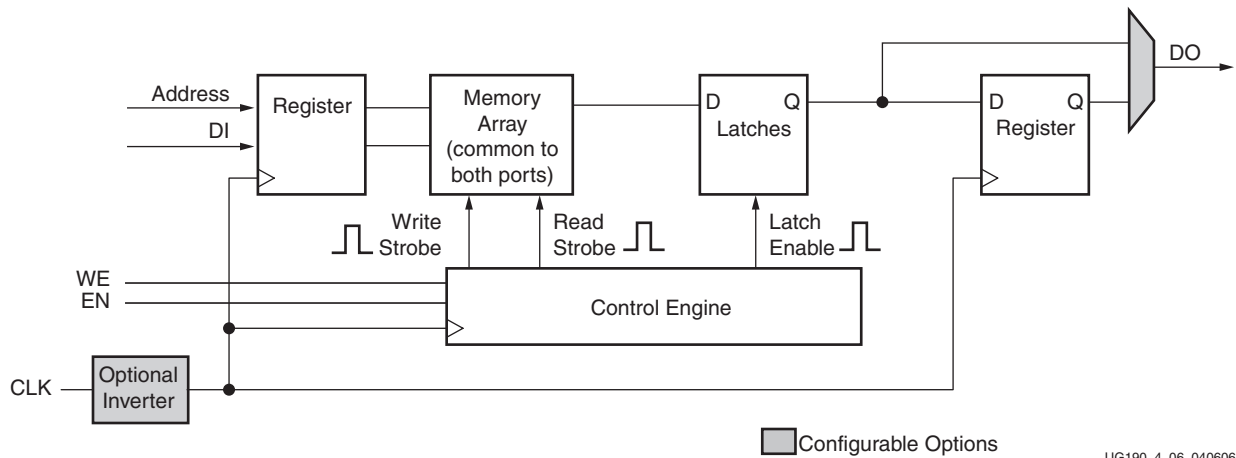 Address
DI
Register
Memory
Array
(common to
both ports)
D Q
Latches
D Q
Register
DO
Write
Strobe
Read
Strobe
Latch
Enable
WE
EN
Control Engine
CLK
Optional
Inverter
Configurable Options
UG190_4_06_040606